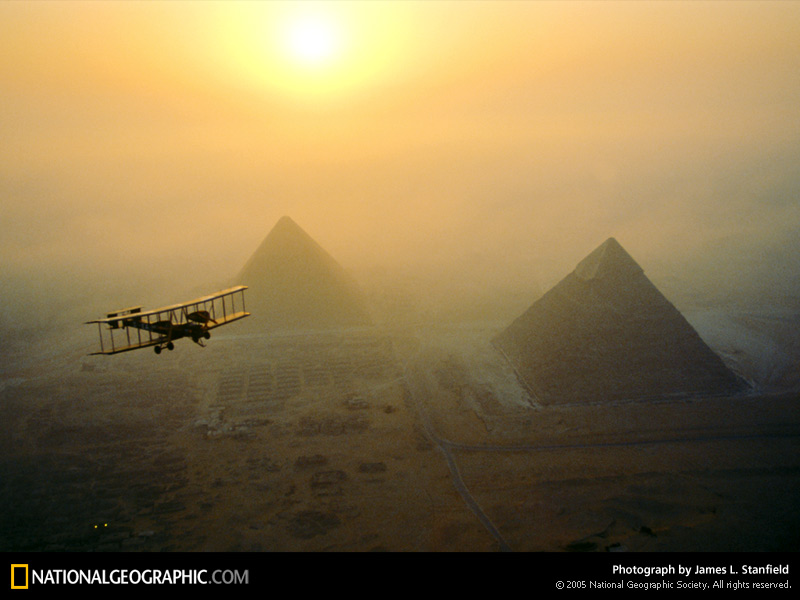 NATIONALGEOGRAPHIC.COM
Photograph by James L. Stanfield
© 2005 National Geographic Society. All rights reserved.